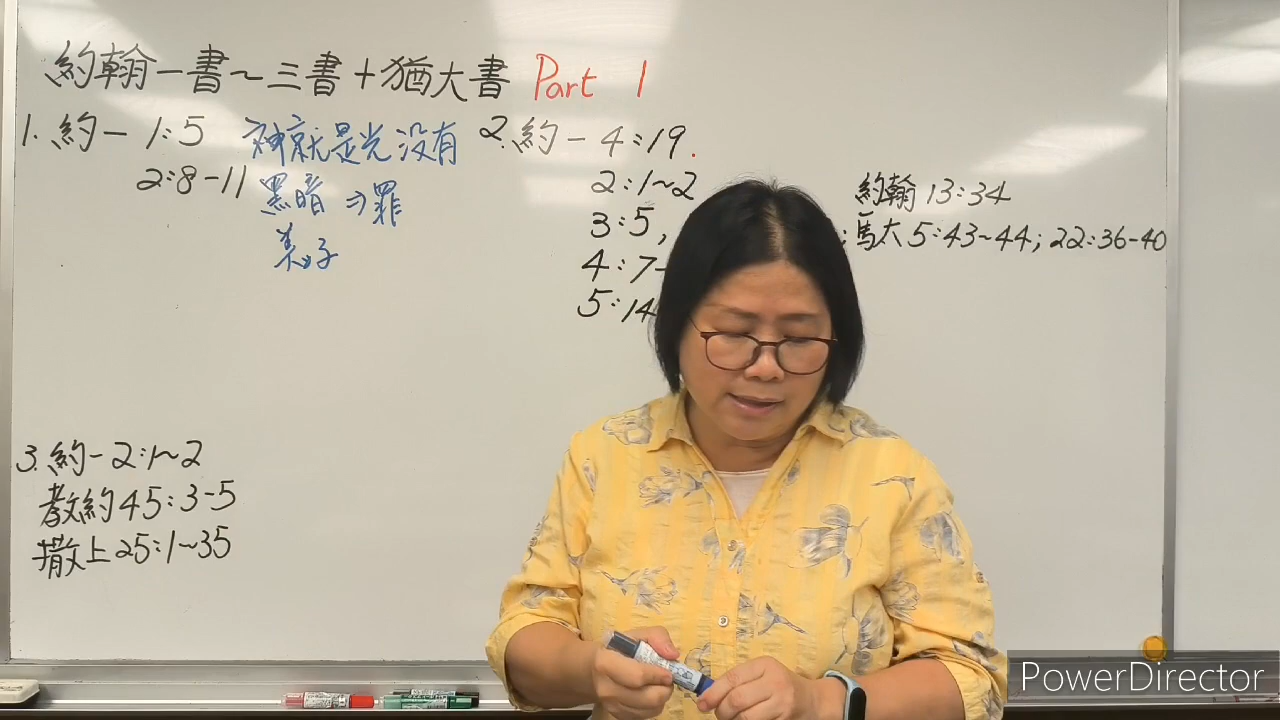 約翰一書~三書+猶大書 Part 1
1. 約一 1:5
2:8-11
神就是光沒有
黑暗 ⇒罪
美子
2. 約一 4:19.
2:1~2
3:5,
4:7-
5:14
約翰 13:34
; 馬太 5:43~44; 22:36-40
3. 約一 2:1~2
教約 45:3-5
撒上 25:1~35
PowerDirector